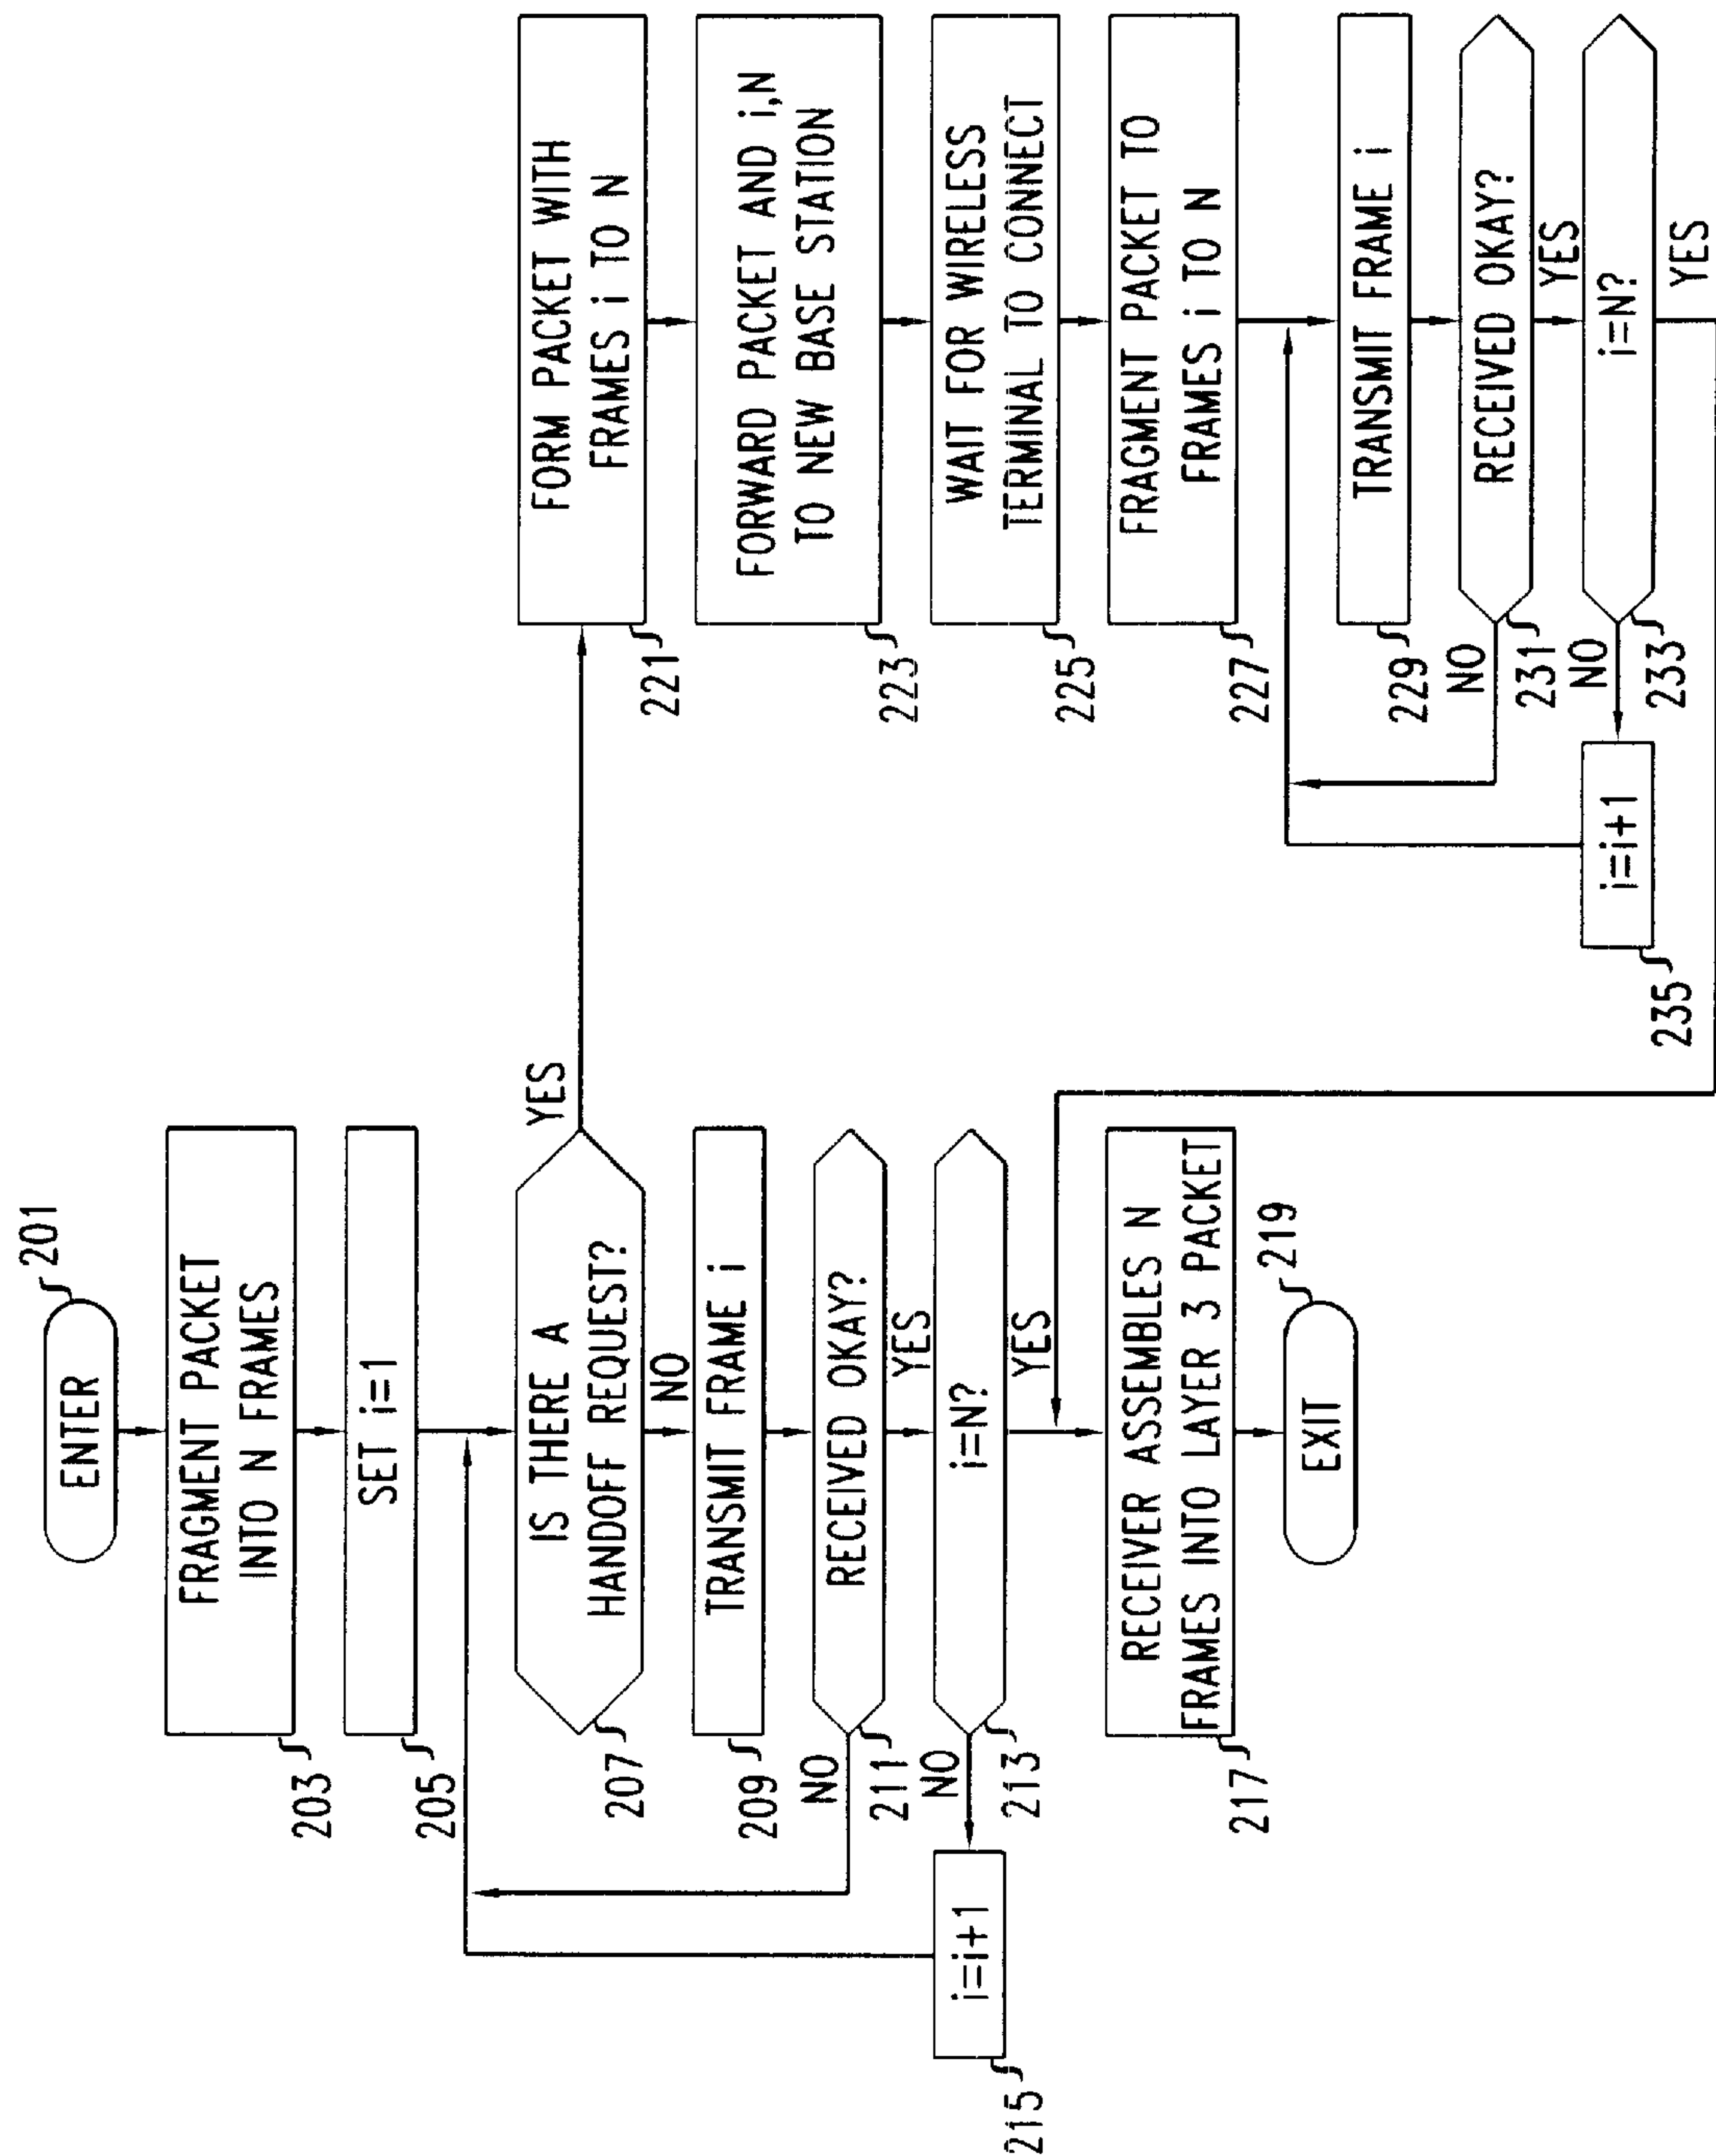 ENTER
201
FRAGMENT PACKET
INTO N FRAMES
203
SET i=1
205
IS THERE A
HANDOFF REQUEST?
207
YES
NO
TRANSMIT FRAME i
209
RECEIVED OKAY?
211
NO
YES
i=N?
213
NO
YES
i=i+1
215
RECEIVER ASSEMBLES N
FRAMES INTO LAYER 3 PACKET
217
EXIT
219
FORM PACKET WITH
FRAMES i TO N
221
FORWARD PACKET AND i,N
TO NEW BASE STATION
223
WAIT FOR WIRELESS
TERMINAL TO CONNECT
225
FRAGMENT PACKET TO
FRAMES i TO N
227
TRANSMIT FRAME i
229
RECEIVED OKAY?
231
NO
YES
i=N?
233
NO
YES
i=i+1
235